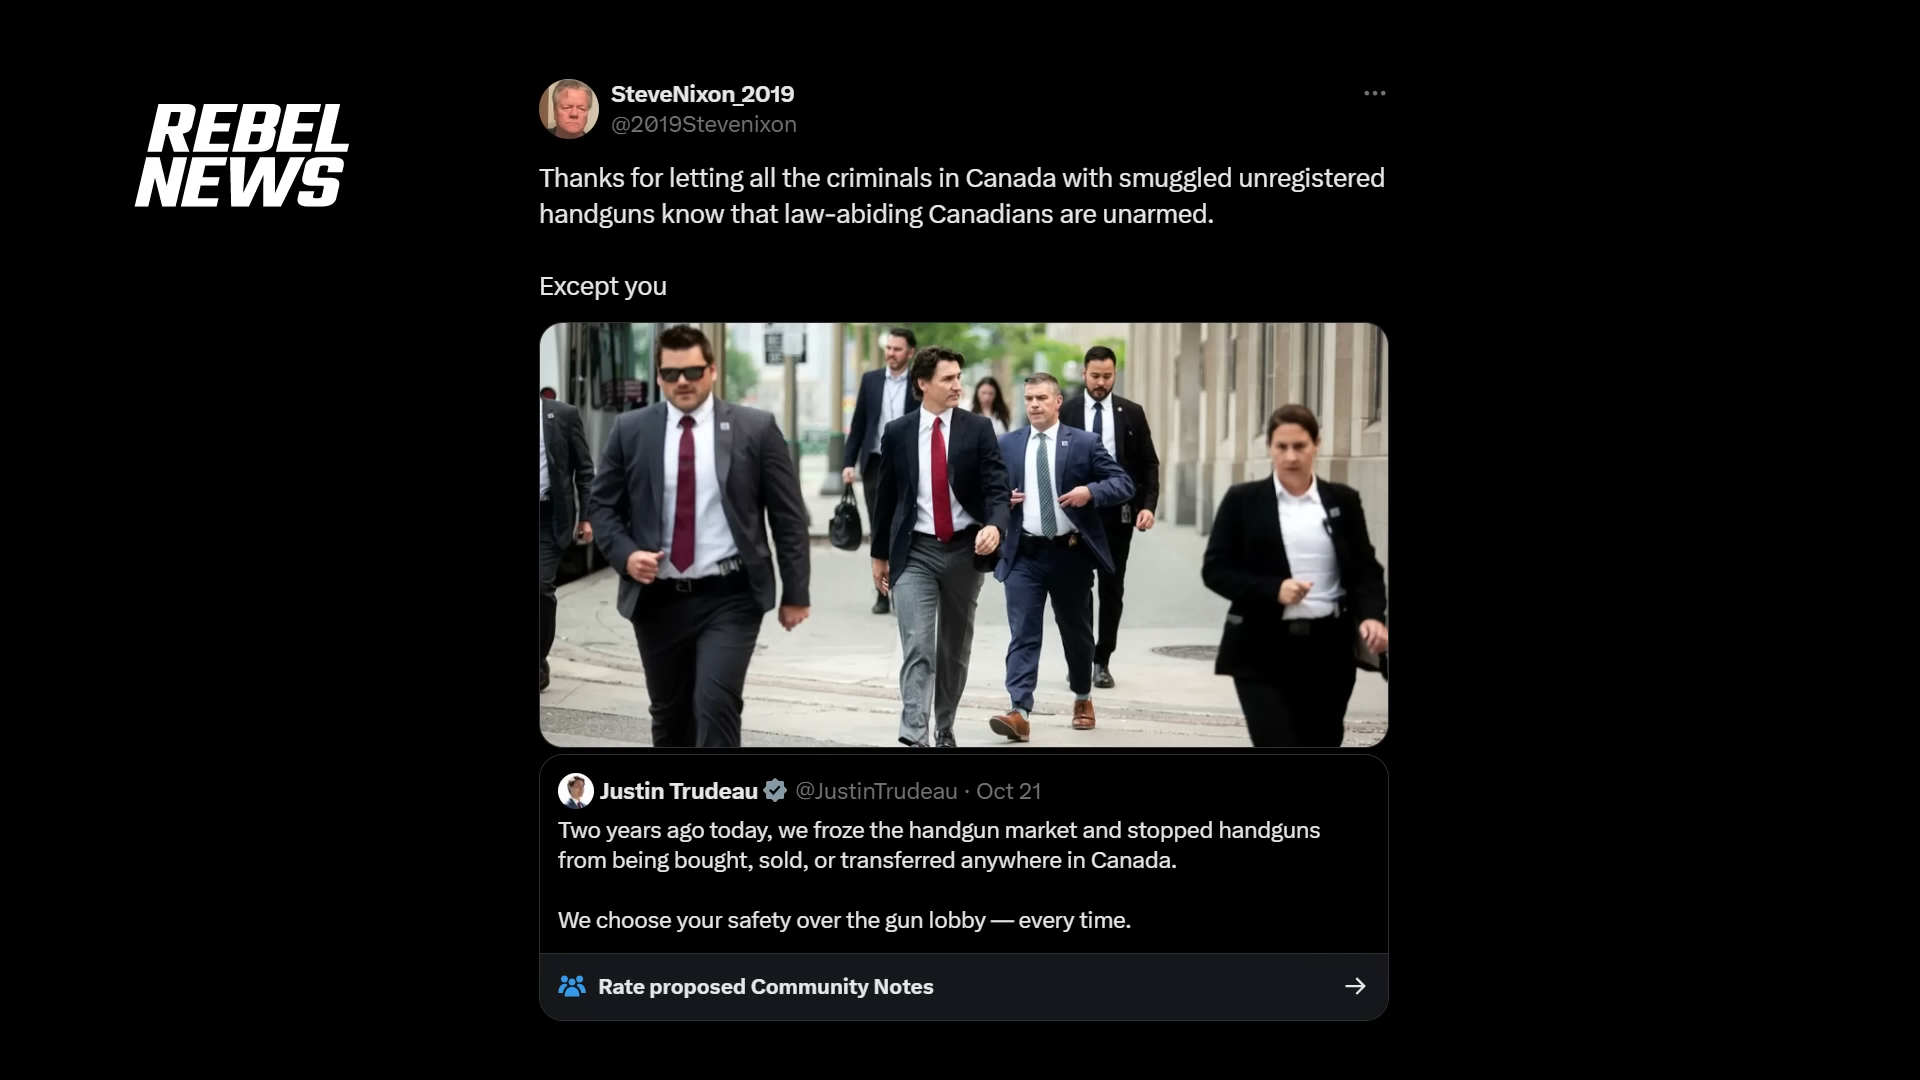 REBEL
NEWS
SteveNixon_2019
@2019Stevenixon
Thanks for letting all the criminals in Canada with smuggled unregistered
handguns know that law-abiding Canadians are unarmed.
Except you
Justin Trudeau @JustinTrudeau · Oct 21
Two years ago today, we froze the handgun market and stopped handguns
from being bought, sold, or transferred anywhere in Canada.
We choose your safety over the gun lobby — every time.
Rate proposed Community Notes